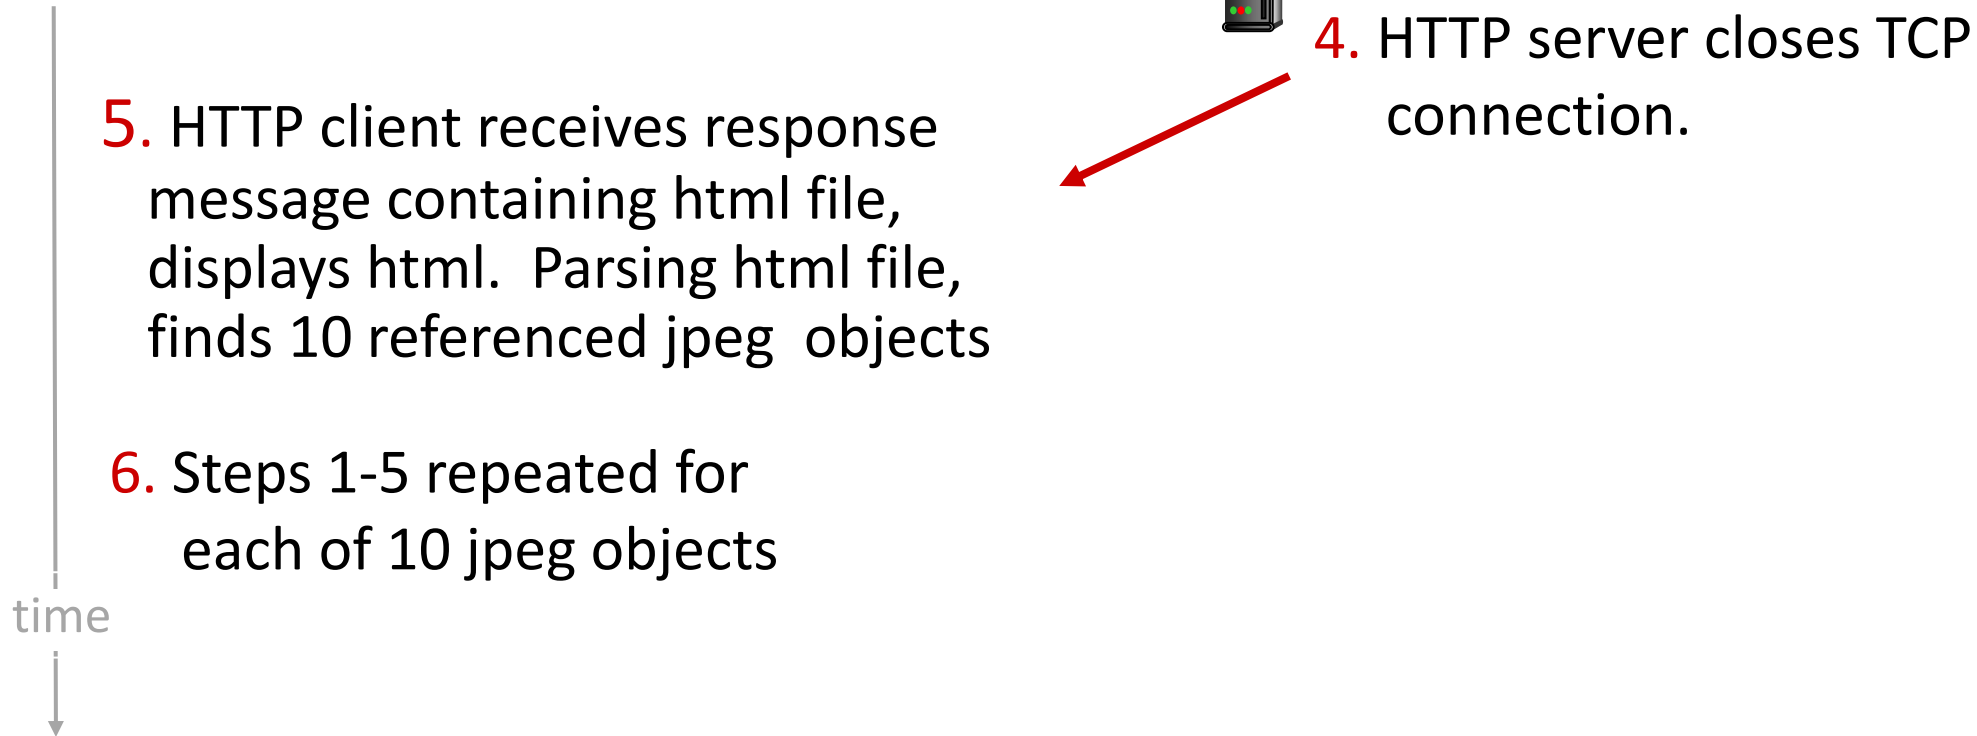 4. HTTP server closes TCP
connection.
5. HTTP client receives response
message containing html file,
displays html.  Parsing html file,
finds 10 referenced jpeg  objects
6. Steps 1-5 repeated for
each of 10 jpeg objects
time